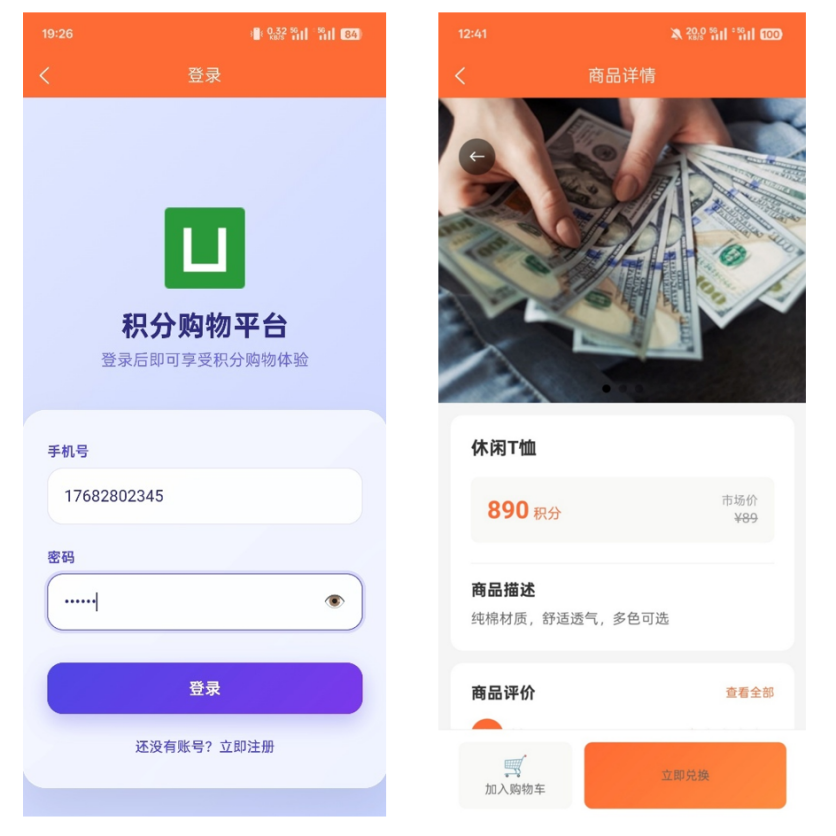 19:26
0.32 KB/S 5G 5G 84
登录
积分购物平台
登录后即可享受积分购物体验
手机号
17682802345
密码
••••••
登录
还没有账号？立即注册
12:41
20.0 KB/S 5G 5G 100
商品详情
休闲T恤
890 积分
市场价
¥89
商品描述
纯棉材质，舒适透气，多色可选
商品评价
查看全部
加入购物车
立即兑换